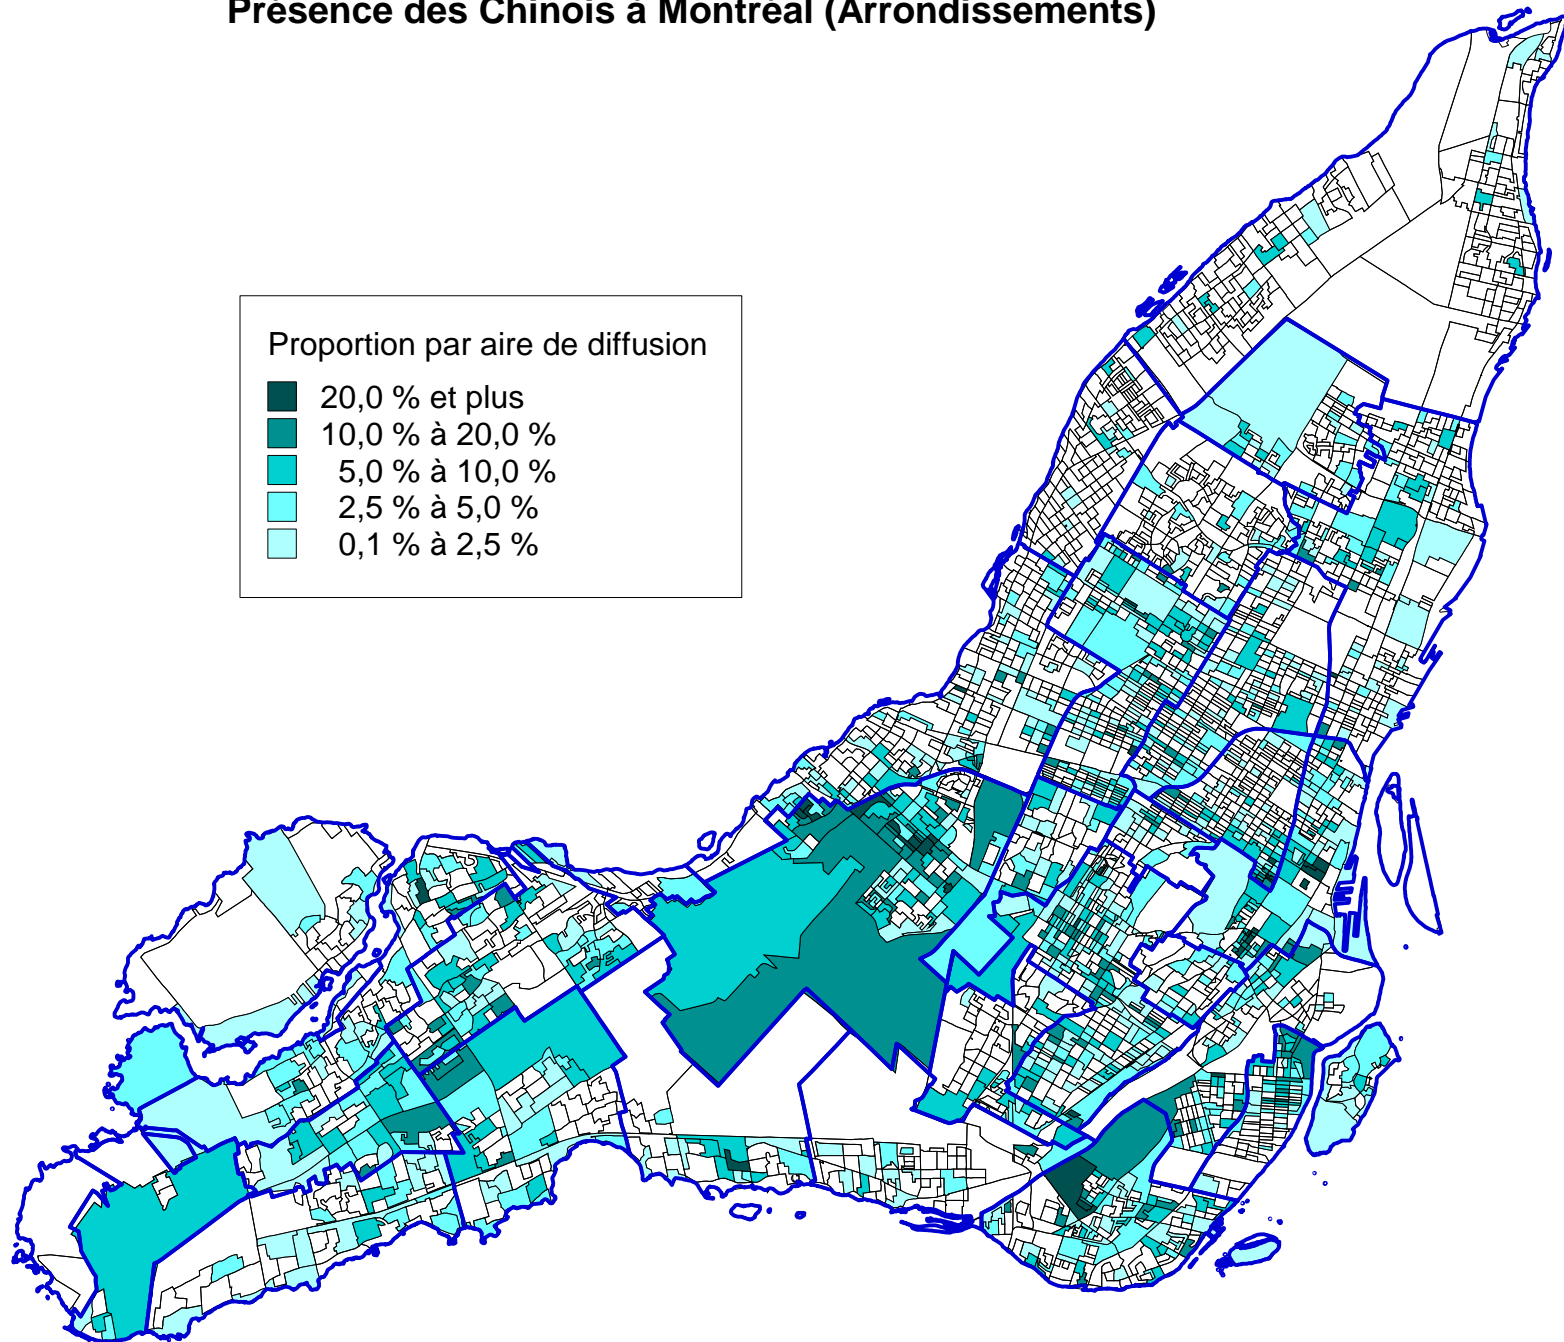 Présence des Chinois à Montréal (Arrondissements)
Proportion par aire de diffusion
20,0 % et plus
10,0 % à 20,0 %
5,0 % à 10,0 %
2,5 % à 5,0 %
0,1 % à 2,5 %